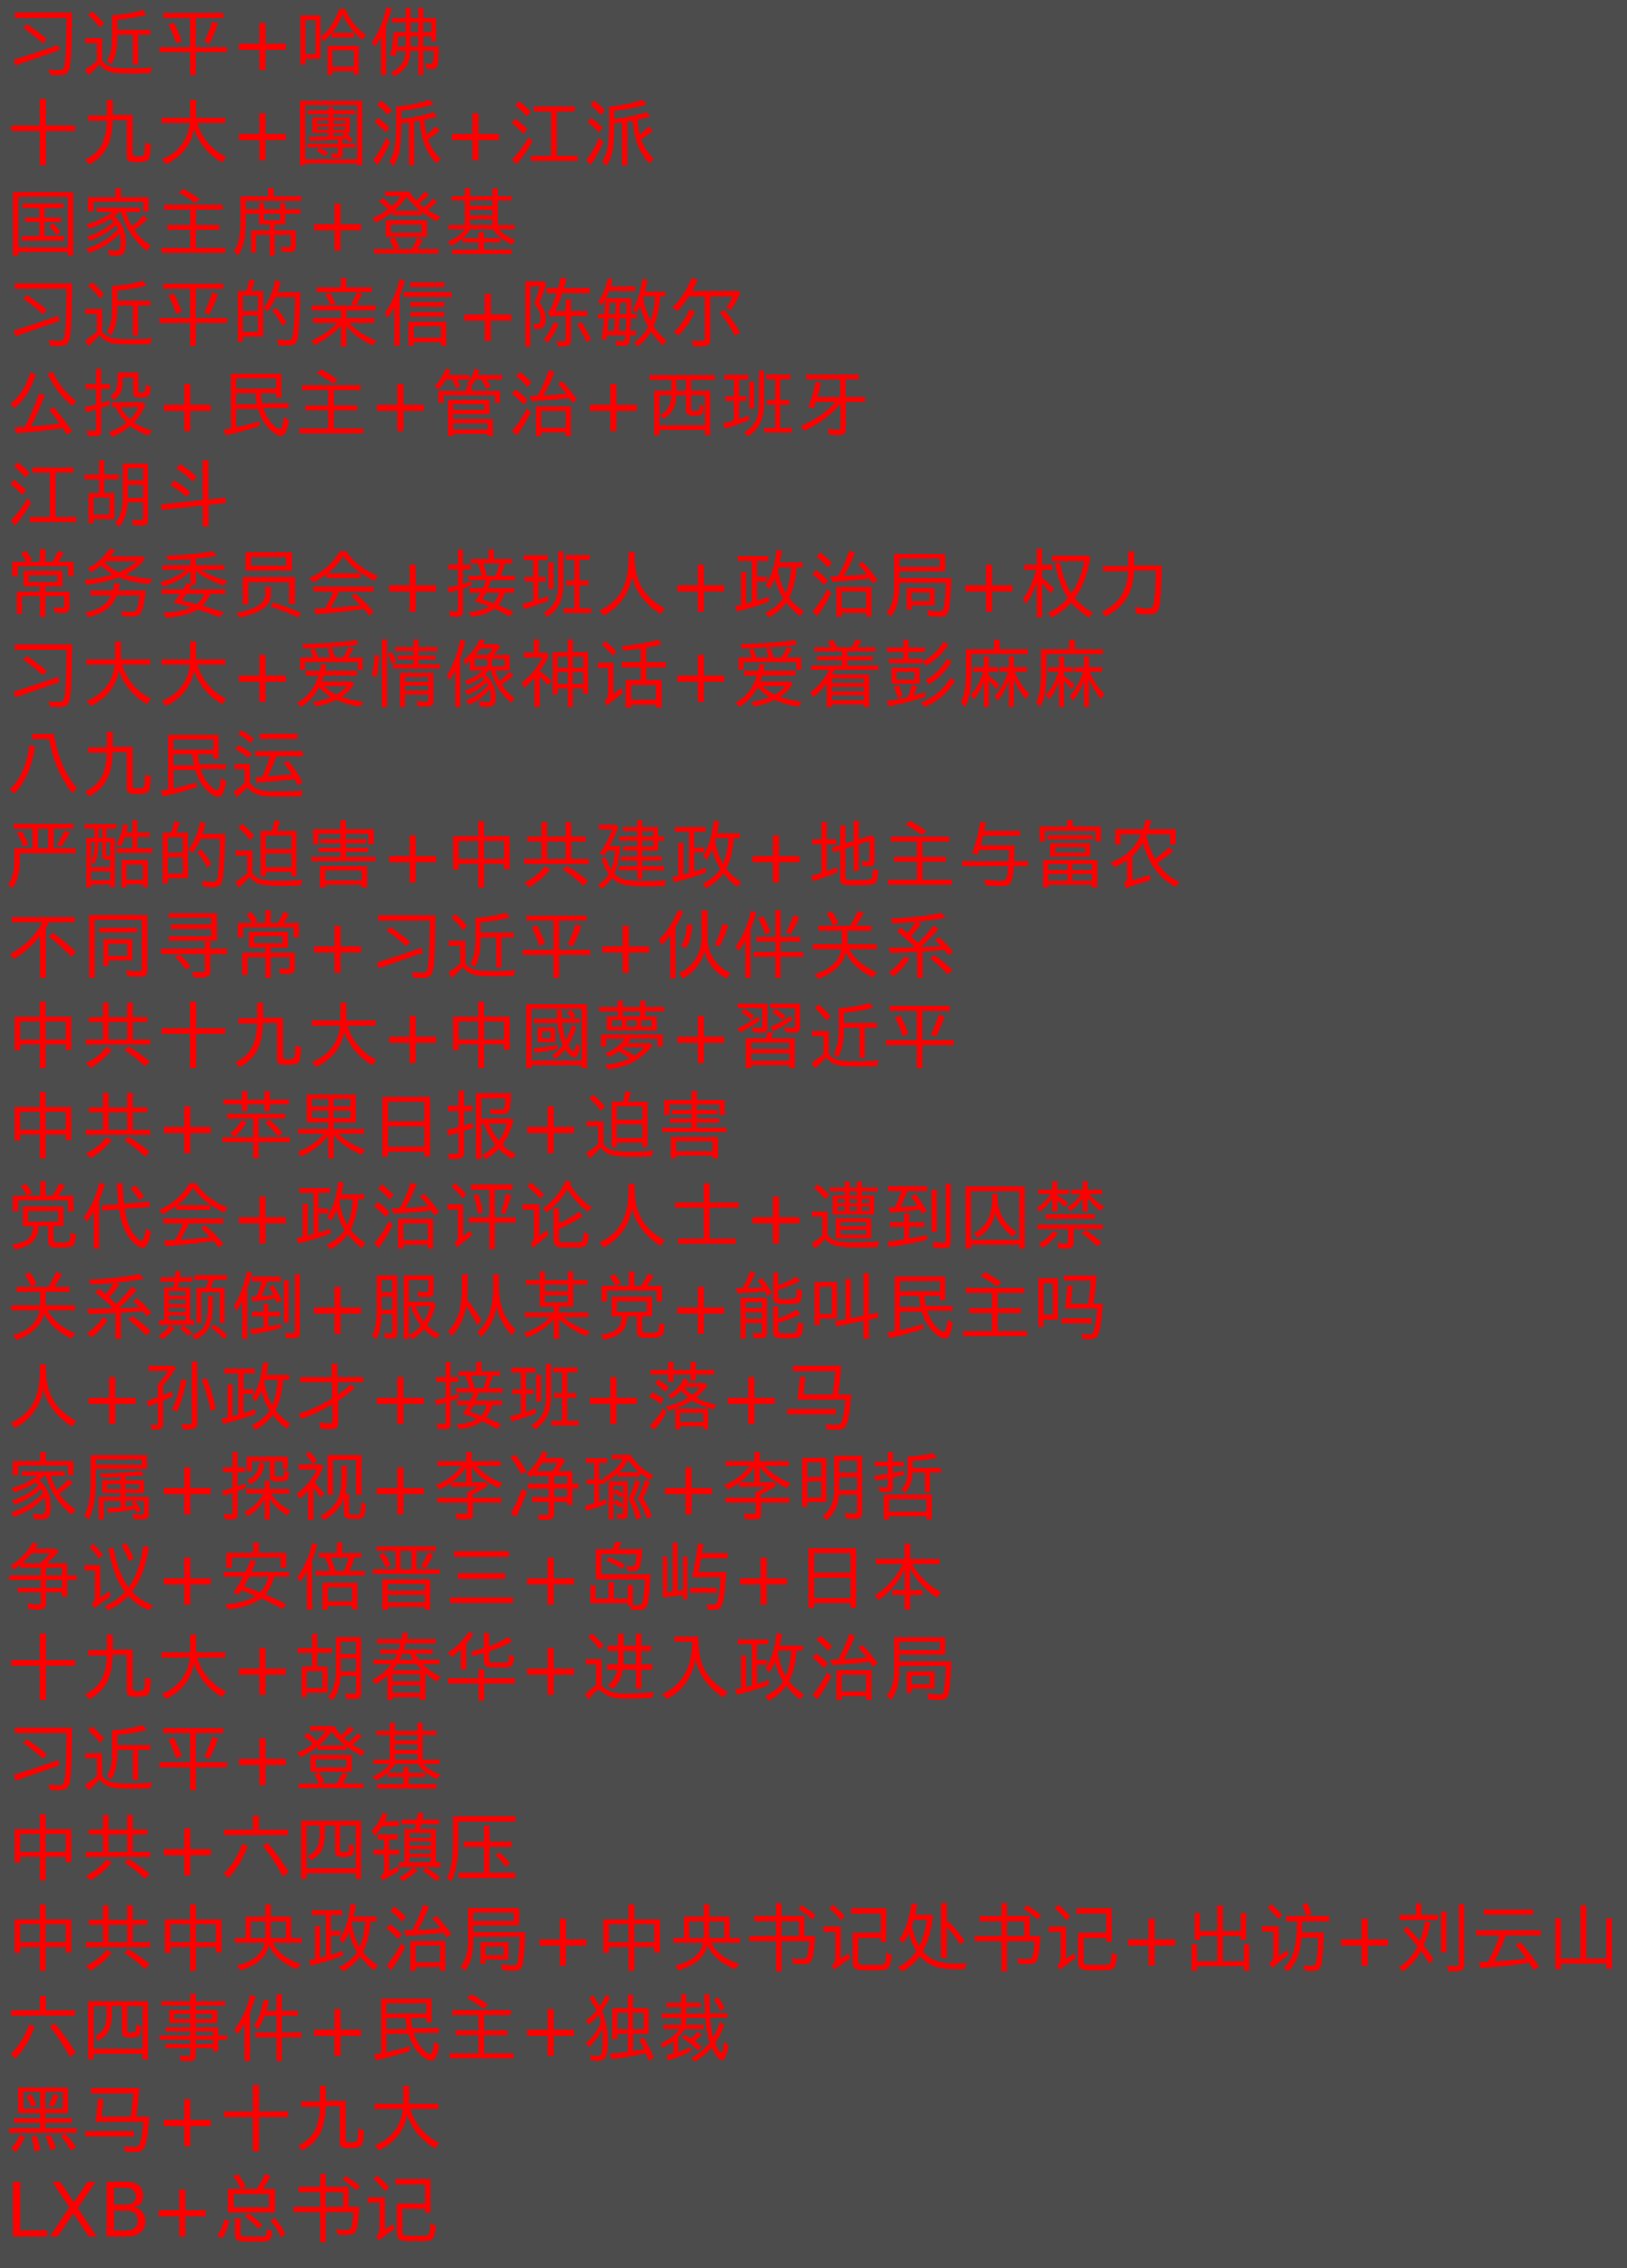 习近平+哈佛
十九大+團派+江派
国家主席+登基
习近平的亲信+陈敏尔
公投+民主+管治+西班牙
江胡斗
常务委员会+接班人+政治局+权力
习大大+爱情像神话+爱着彭麻麻
八九民运
严酷的迫害+中共建政+地主与富农
不同寻常+习近平+伙伴关系
中共十九大+中國夢+習近平
中共+苹果日报+迫害
党代会+政治评论人士+遭到囚禁
关系颠倒+服从某党+能叫民主吗
人+孙政才+接班+落+马
家属+探视+李净瑜+李明哲
争议+安倍晋三+岛屿+日本
十九大+胡春华+进入政治局
习近平+登基
中共+六四镇压
中共中央政治局+中央书记处书记+出访+刘云山
六四事件+民主+独裁
黑马+十九大
LXB+总书记